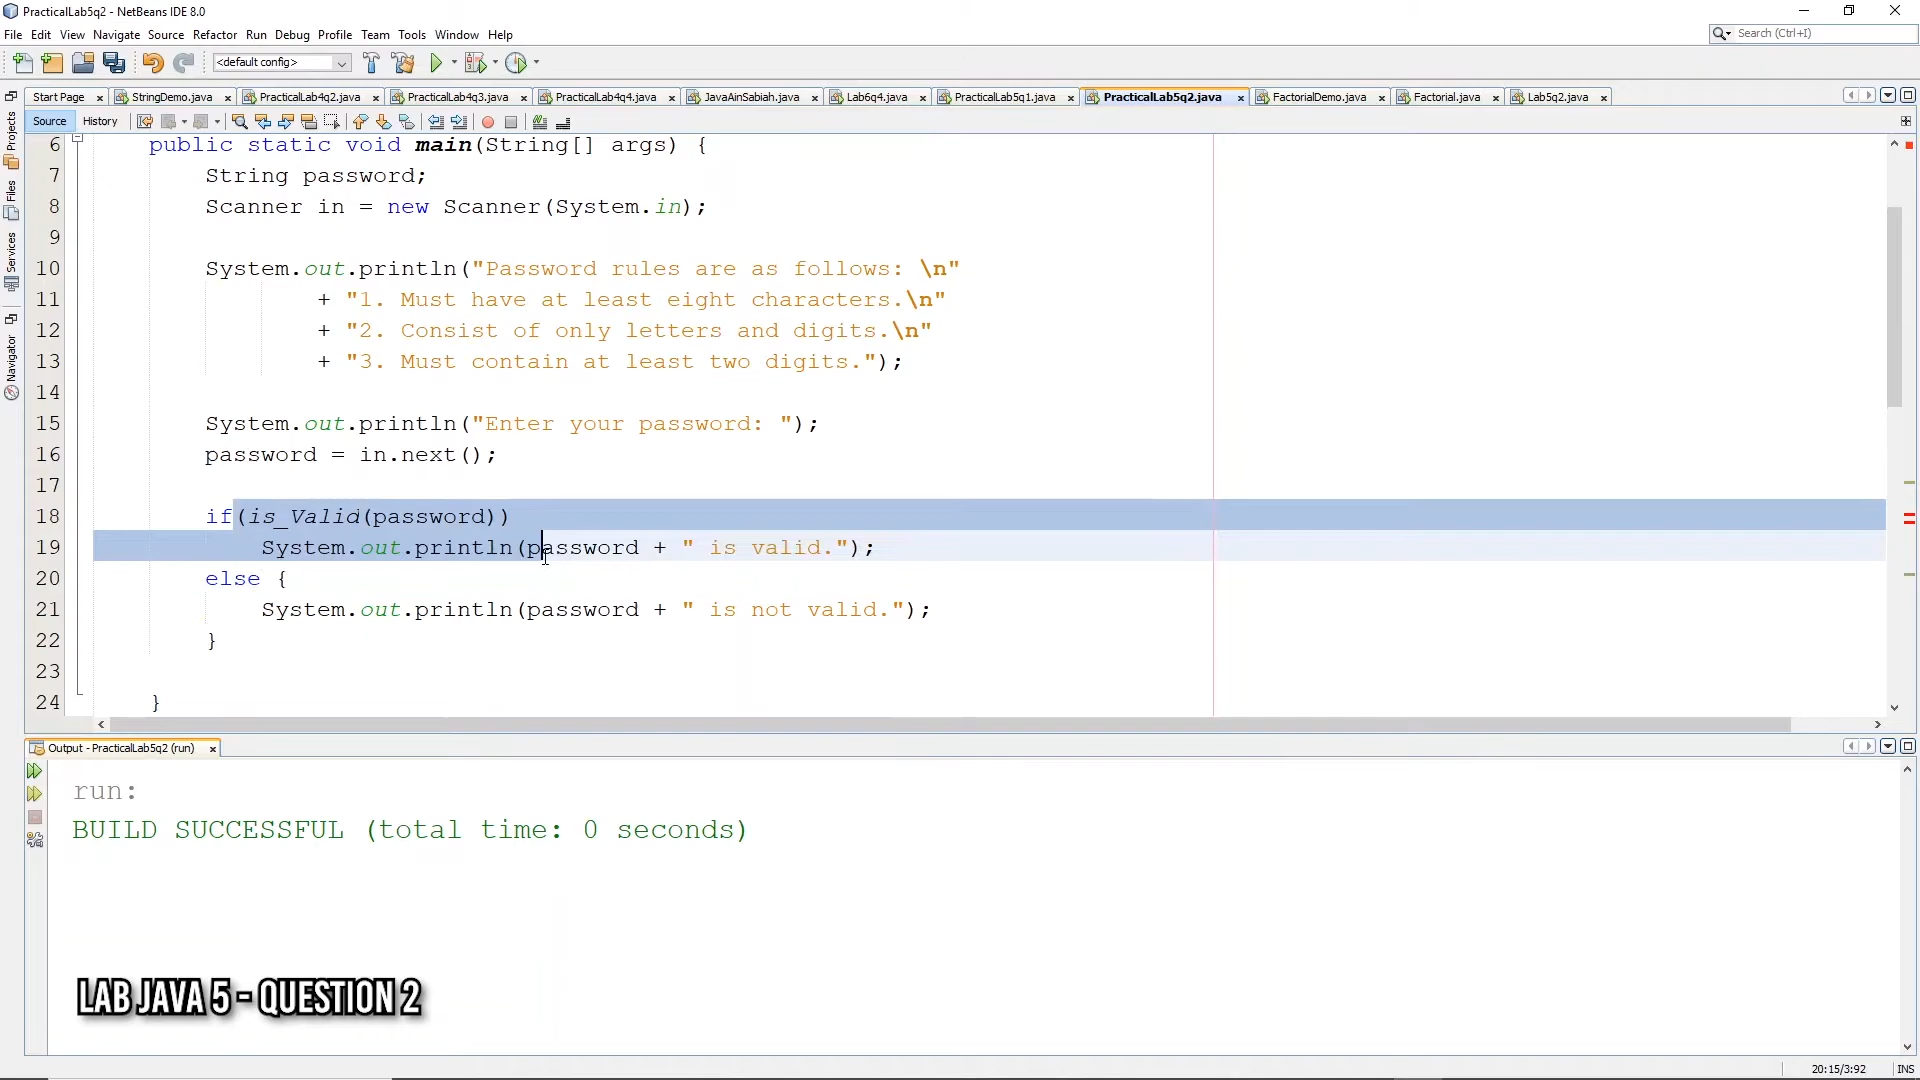 PracticalLab5q2 - NetBeans IDE 8.0
File Edit View Navigate Source Refactor Run Debug Profile Team Tools Window Help
Search (Ctrl+I)
<default config>
Start Page StringDemo.java PracticalLab4q2.java PracticalLab4q3.java PracticalLab4q4.java JavaAinSabiah.java Lab6q4.java PracticalLab5q1.java PracticalLab5q2.java FactorialDemo.java Factorial.java Lab5q2.java
Source History
Projects
Files
Services
Navigator
6 public static void main(String[] args) {
7 String password;
8 Scanner in = new Scanner(System.in);
9
10 System.out.println("Password rules are as follows: \n"
11 + "1. Must have at least eight characters.\n"
12 + "2. Consist of only letters and digits.\n"
13 + "3. Must contain at least two digits.");
14
15 System.out.println("Enter your password: ");
16 password = in.next();
17
18 if(is_Valid(password))
19 System.out.println(password + " is valid.");
20 else {
21 System.out.println(password + " is not valid.");
22 }
23
24 }
Output - PracticalLab5q2 (run)
run:
BUILD SUCCESSFUL (total time: 0 seconds)
LAB JAVA 5 - QUESTION 2
20:15/3:92 INS